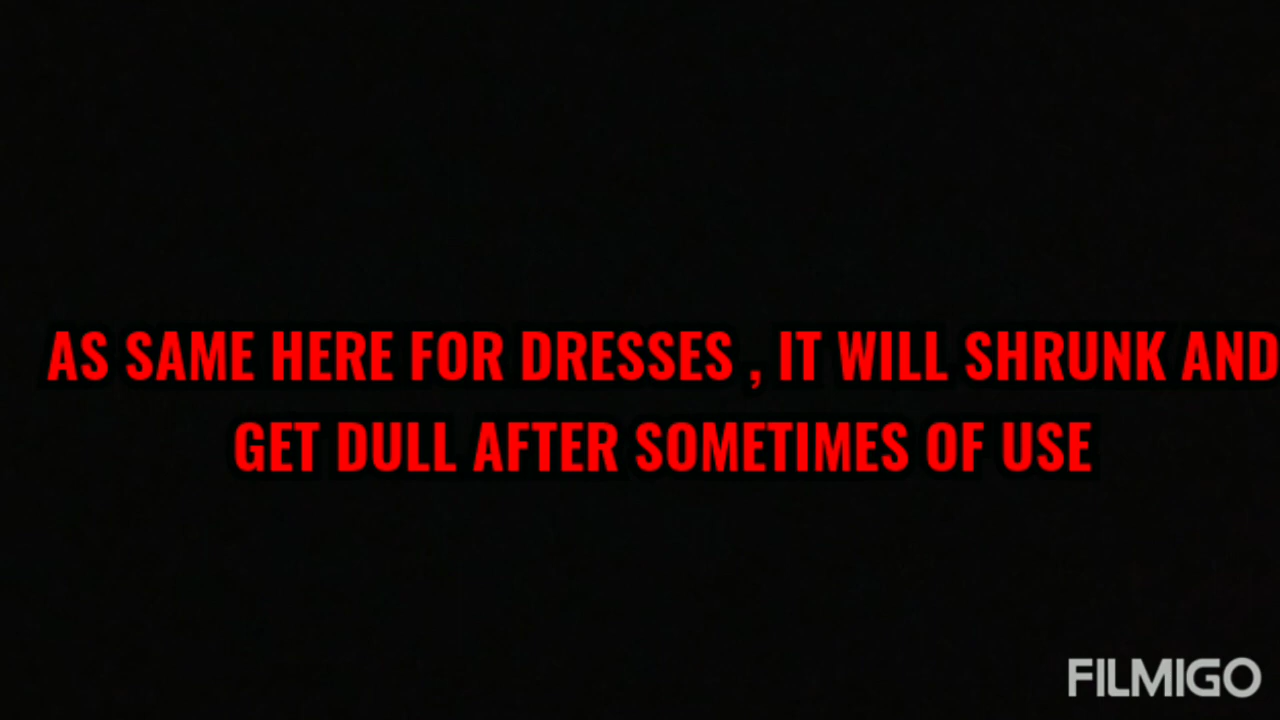 AS SAME HERE FOR DRESSES , IT WILL SHRUNK AND
GET DULL AFTER SOMETIMES OF USE
FILMIGO